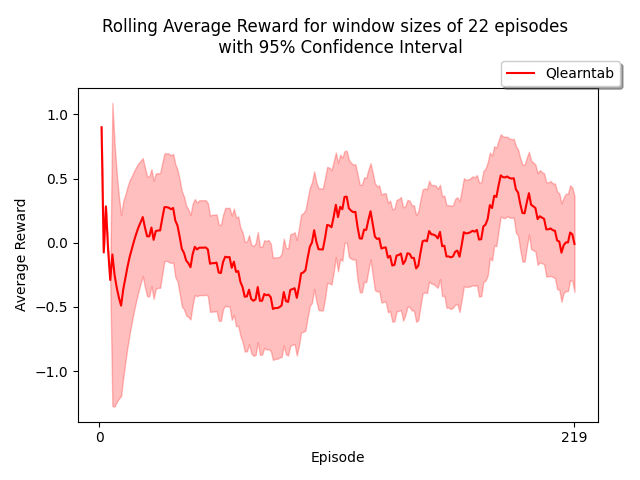 Rolling Average Reward for window sizes of 22 episodes
with 95% Confidence Interval
Qlearntab
1.0
0.5
0.0
−0.5
−1.0
Average Reward
0
219
Episode